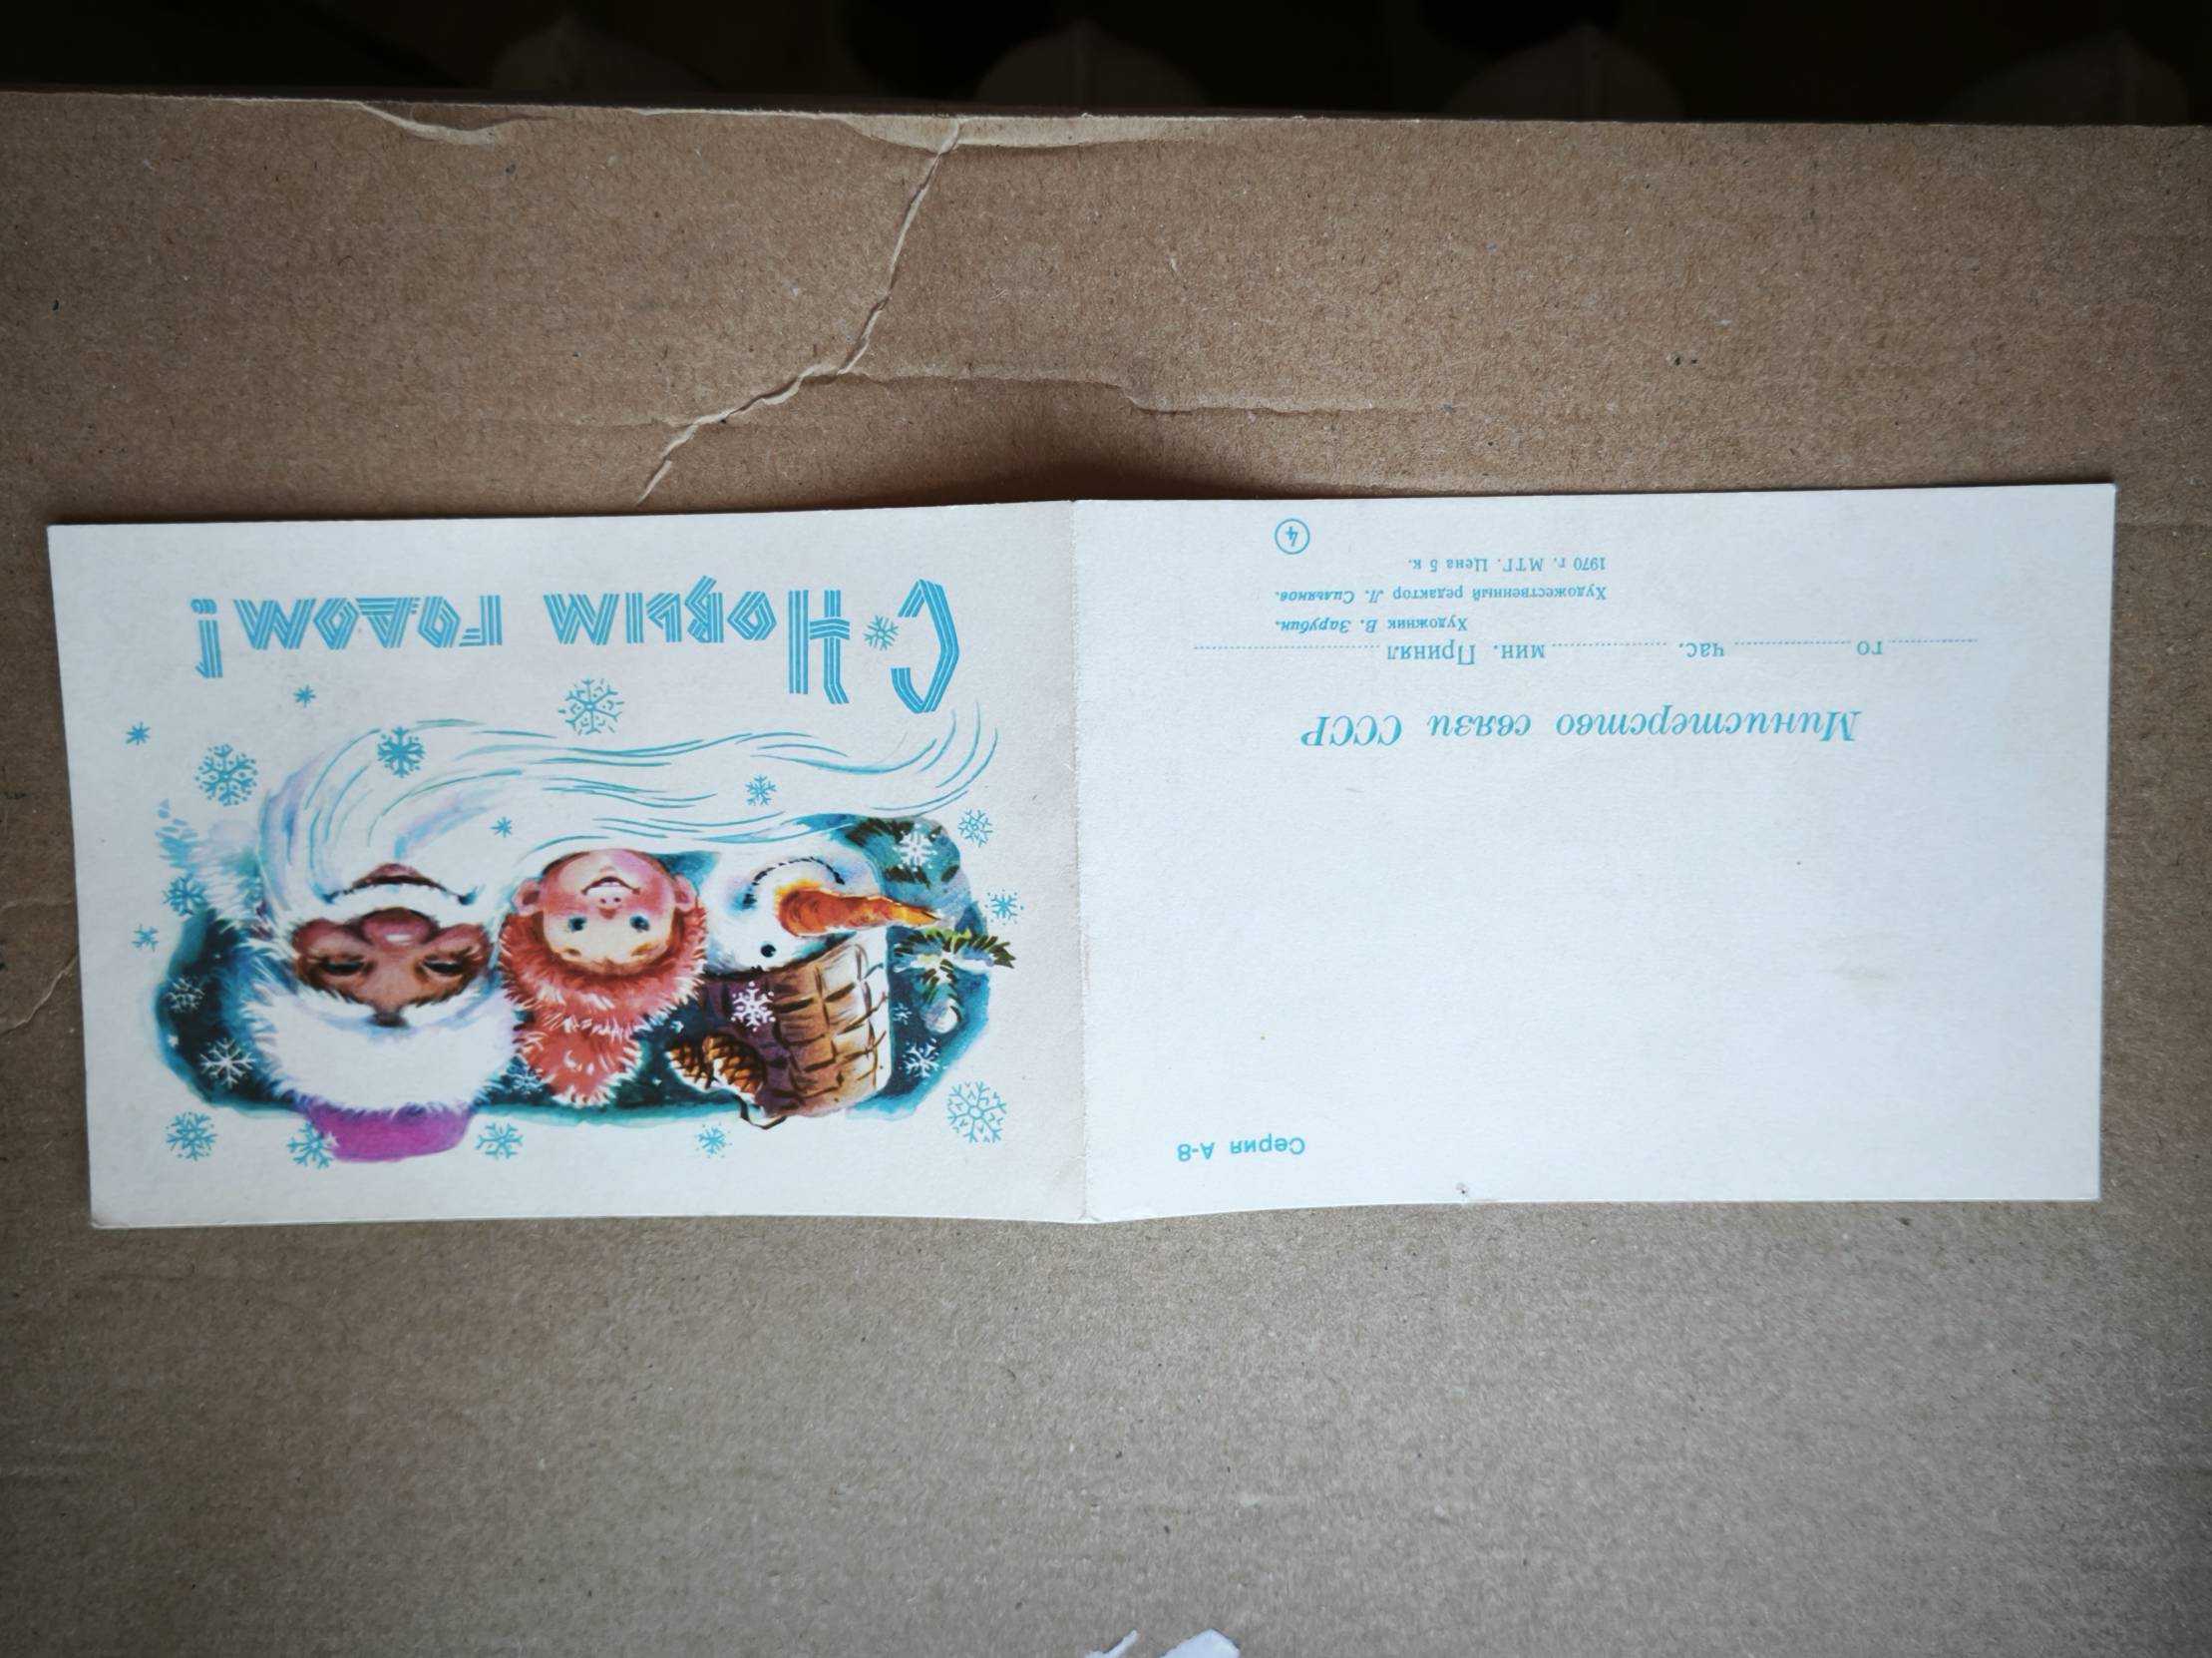 Серия А-8
Министерство связи СССР
го час. мин. Принял
Художник В. Зарубин.
Художественный редактор Л. Сильянов.
1970 г. МТГ. Цена 5 к.
4
С Новым годом!